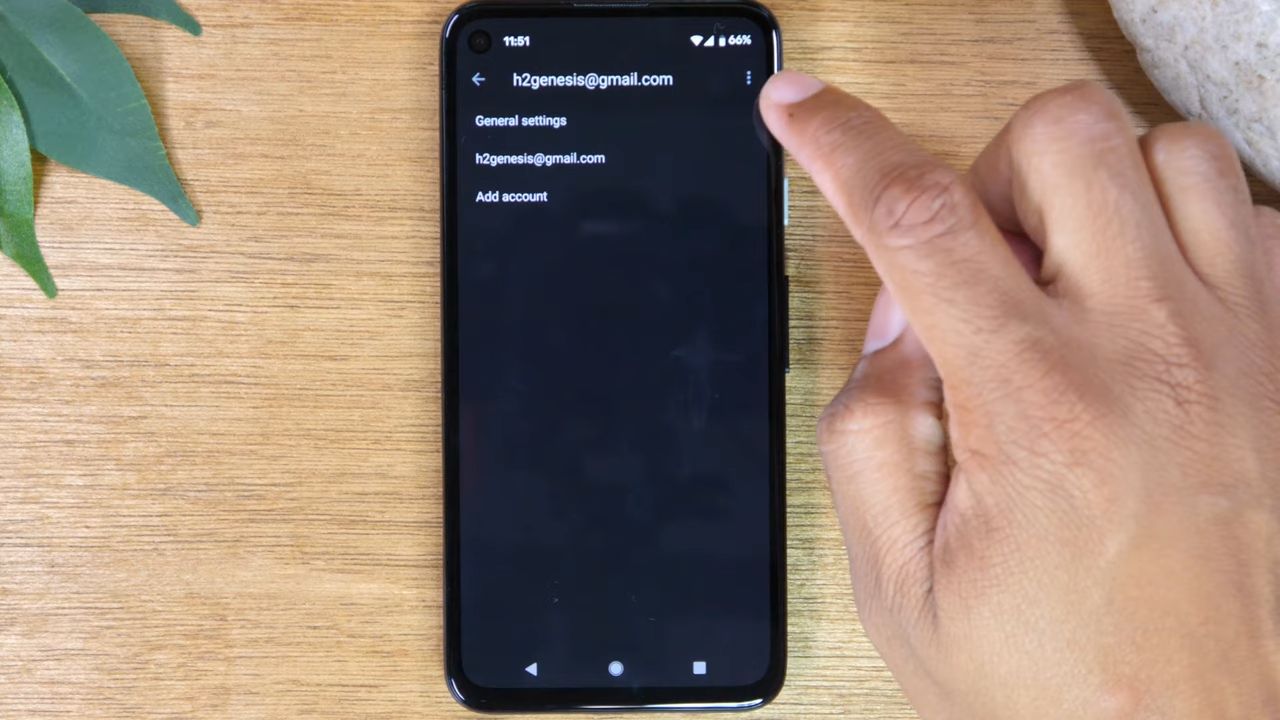 11:51 66%
h2genesis@gmail.com
General settings
h2genesis@gmail.com
Add account